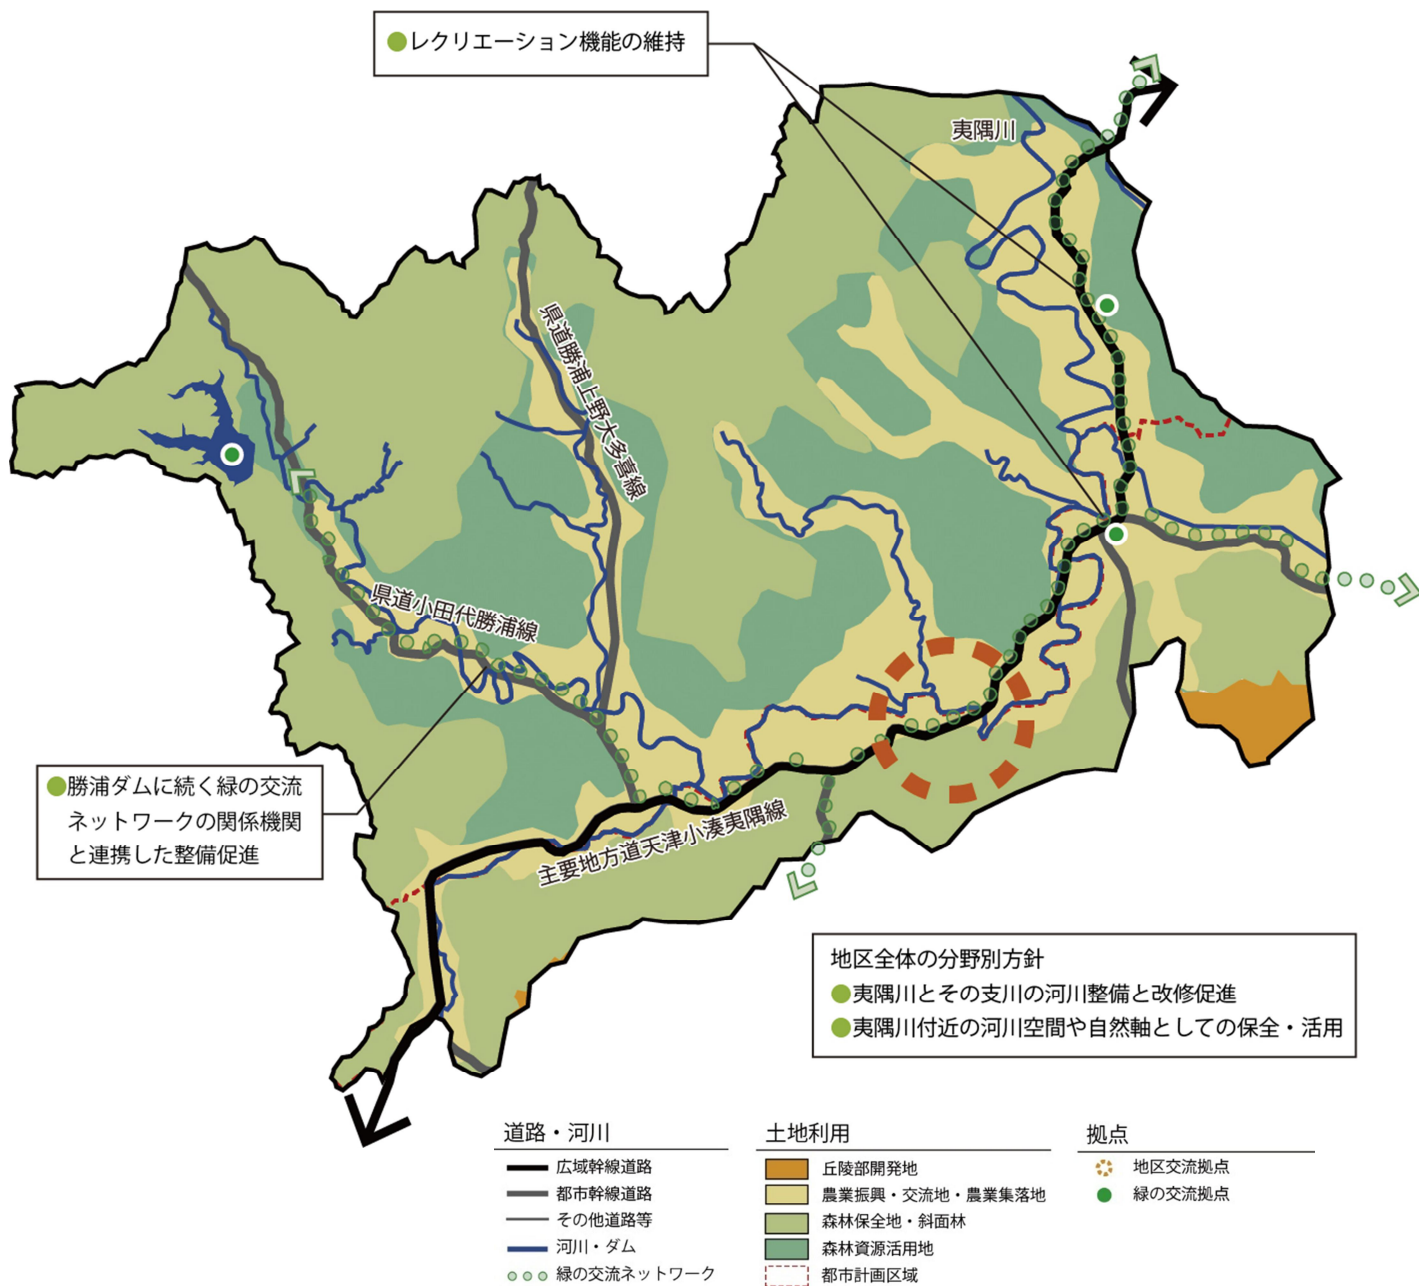 ●レクリエーション機能の維持
夷隅川
県道勝浦上野大多喜線
県道小田代勝浦線
●勝浦ダムに続く緑の交流
ネットワークの関係機関
と連携した整備促進
主要地方道天津小湊夷隅線
地区全体の分野別方針
●夷隅川とその支川の河川整備と改修促進
●夷隅川付近の河川空間や自然軸としての保全・活用
道路・河川
広域幹線道路
都市幹線道路
その他道路等
河川・ダム
緑の交流ネットワーク
土地利用
丘陵部開発地
農業振興・交流地・農業集落地
森林保全地・斜面林
森林資源活用地
都市計画区域
拠点
地区交流拠点
緑の交流拠点